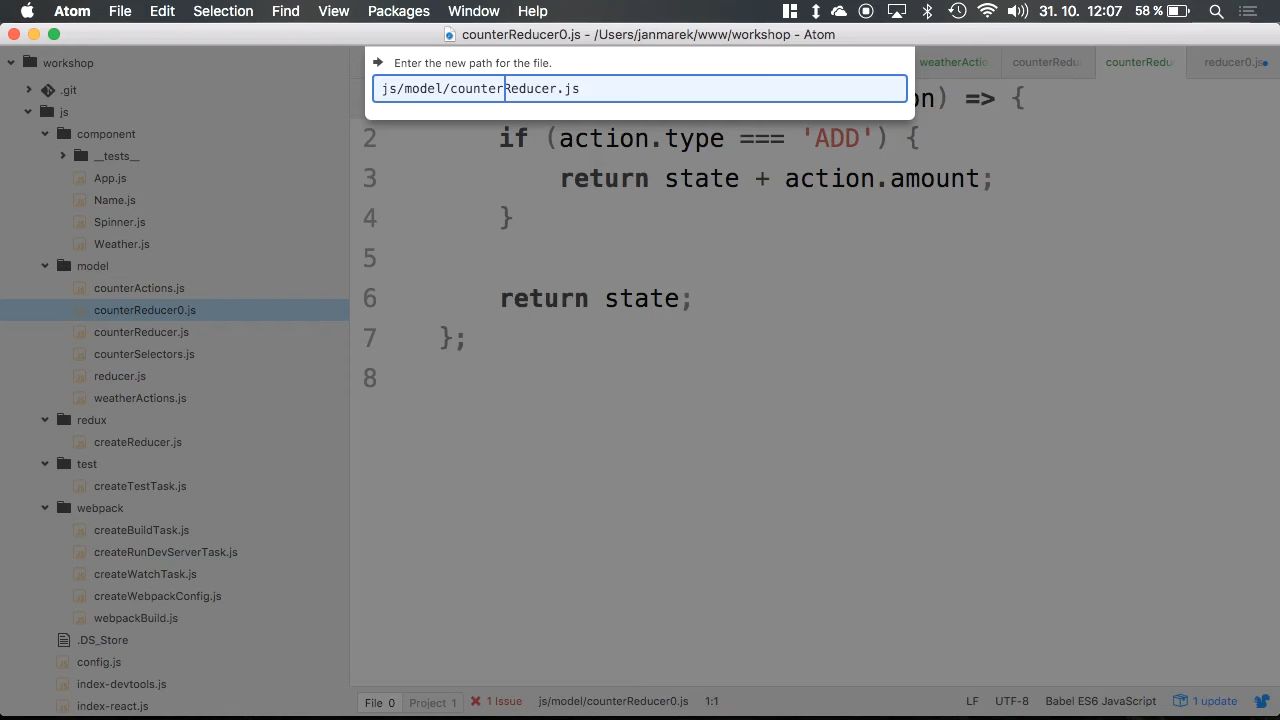 Atom File Edit Selection Find View Packages Window Help 31. 10. 12:07 58 %
counterReducer0.js - /Users/janmarek/www/workshop - Atom
workshop
.git
js
component
__tests__
App.js
Name.js
Spinner.js
Weather.js
model
counterActions.js
counterReducer0.js
counterReducer.js
counterSelectors.js
reducer.js
weatherActions.js
redux
createReducer.js
test
createTestTask.js
webpack
createBuildTask.js
createRunDevServerTask.js
createWatchTask.js
createWebpackConfig.js
webpackBuild.js
.DS_Store
config.js
index-devtools.js
index-react.js
Enter the new path for the file.
js/model/counterReducer.js
weatherActi counterRedu counterRedu reducer0.js
on) => {
2 if (action.type === 'ADD') {
3 return state + action.amount;
4 }
5
6 return state;
7 };
8
File 0 Project 1 1 Issue js/model/counterReducer0.js 1:1 LF UTF-8 Babel ES6 JavaScript 1 update